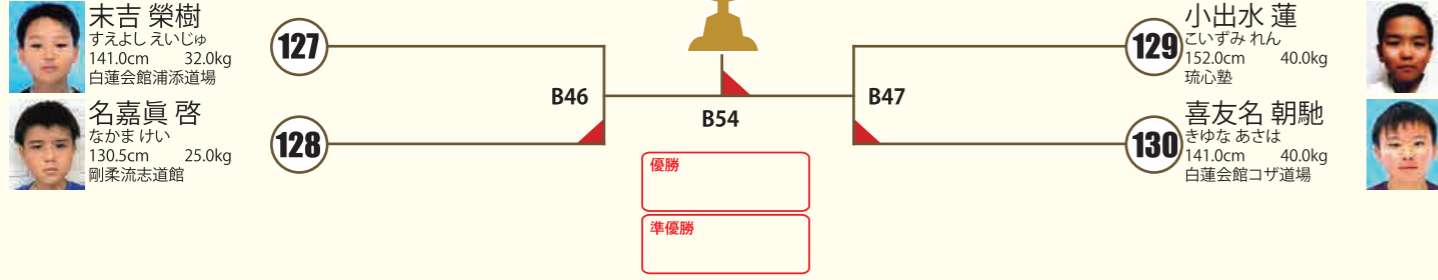 末吉 榮樹
すえよし えいじゅ
141.0cm 32.0kg
白蓮会館浦添道場
127
名嘉眞 啓
なかま けい
130.5cm 25.0kg
剛柔流志道館
128
B46
B54
B47
優勝
準優勝
129
小出水 蓮
こいずみ れん
152.0cm 40.0kg
琉心塾
130
喜友名 朝馳
きゆな あさは
141.0cm 40.0kg
白蓮会館コザ道場